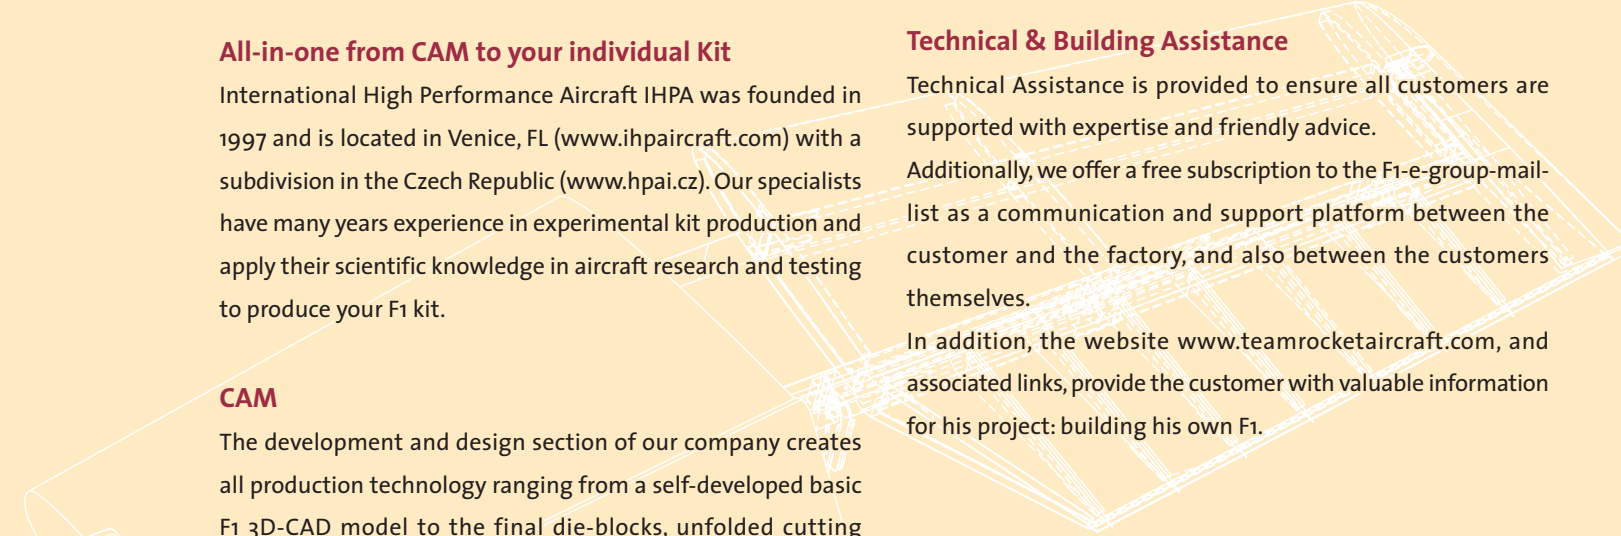 All-in-one from CAM to your individual Kit
International High Performance Aircraft IHPA was founded in
1997 and is located in Venice, FL (www.ihpaircraft.com) with a
subdivision in the Czech Republic (www.hpai.cz). Our specialists
have many years experience in experimental kit production and
apply their scientific knowledge in aircraft research and testing
to produce your F1 kit.
CAM
The development and design section of our company creates
all production technology ranging from a self-developed basic
F1 3D-CAD model to the final die-blocks, unfolded cutting
Technical & Building Assistance
Technical Assistance is provided to ensure all customers are
supported with expertise and friendly advice.
Additionally, we offer a free subscription to the F1-e-group-mail-
list as a communication and support platform between the
customer and the factory, and also between the customers
themselves.
In addition, the website www.teamrocketaircraft.com, and
associated links, provide the customer with valuable information
for his project: building his own F1.